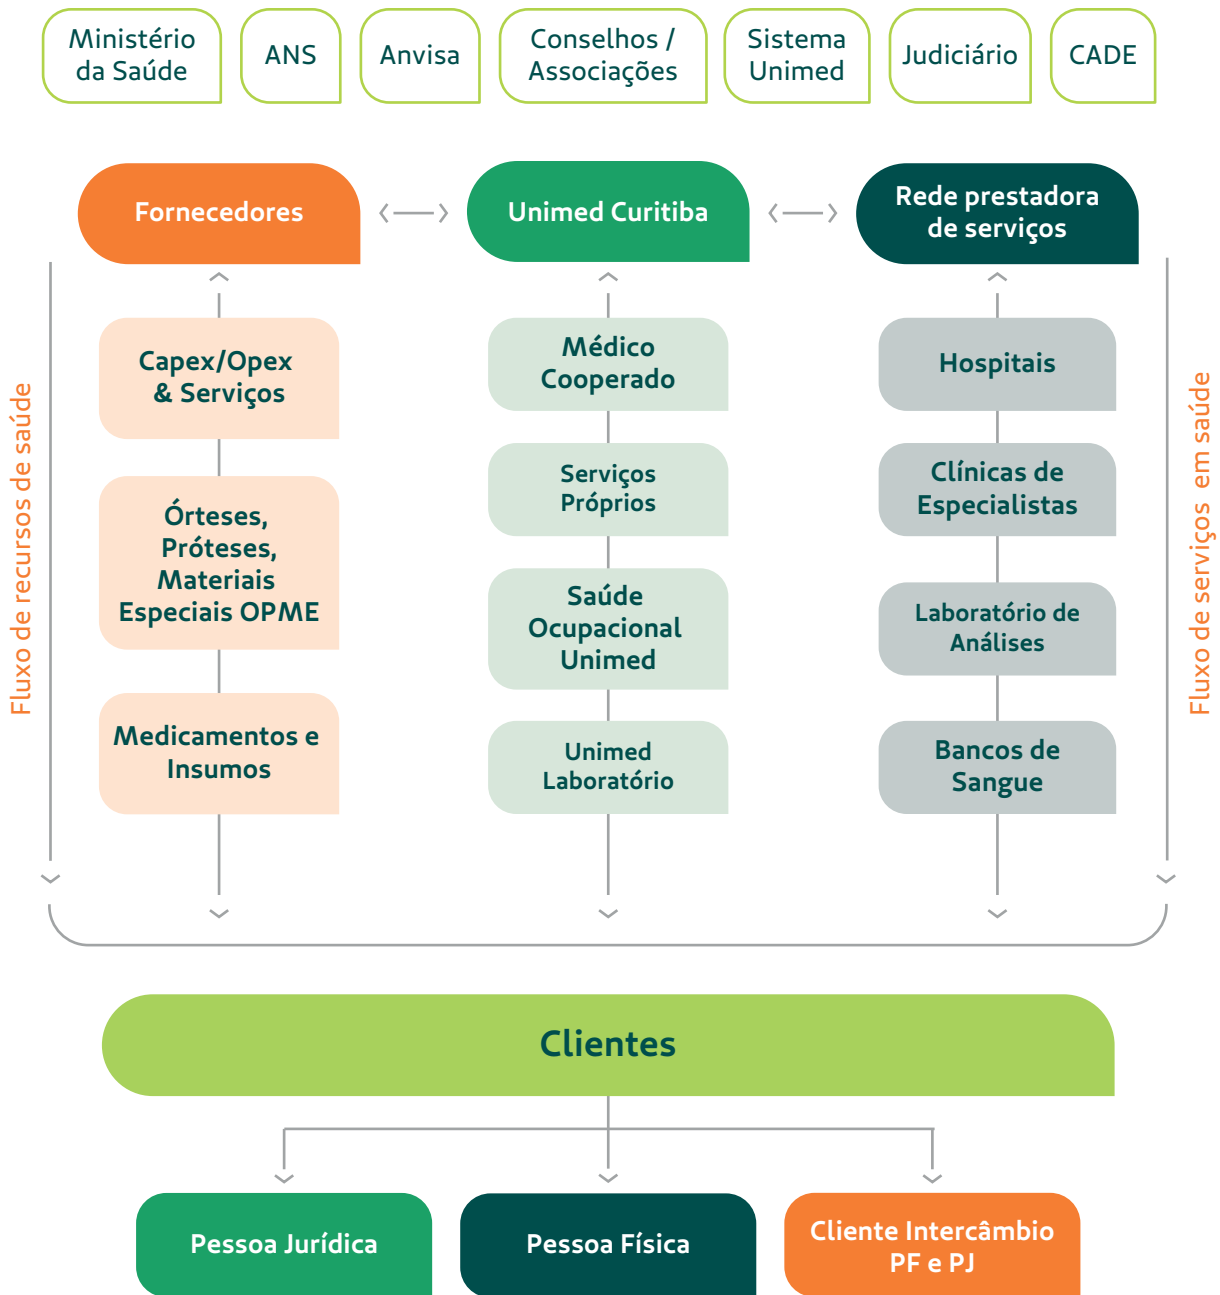 Ministério
da Saúde
ANS
Anvisa
Conselhos /
Associações
Sistema
Unimed
Judiciário
CADE
Fornecedores
Unimed Curitiba
Rede prestadora
de serviços
Fluxo de recursos de saúde
Capex/Opex
& Serviços
Órteses,
Próteses,
Materiais
Especiais OPME
Medicamentos e
Insumos
Médico
Cooperado
Serviços
Próprios
Saúde
Ocupacional
Unimed
Unimed
Laboratório
Hospitais
Clínicas de
Especialistas
Laboratório de
Análises
Bancos de
Sangue
Fluxo de serviços em saúde
Clientes
Pessoa Jurídica
Pessoa Física
Cliente Intercâmbio
PF e PJ